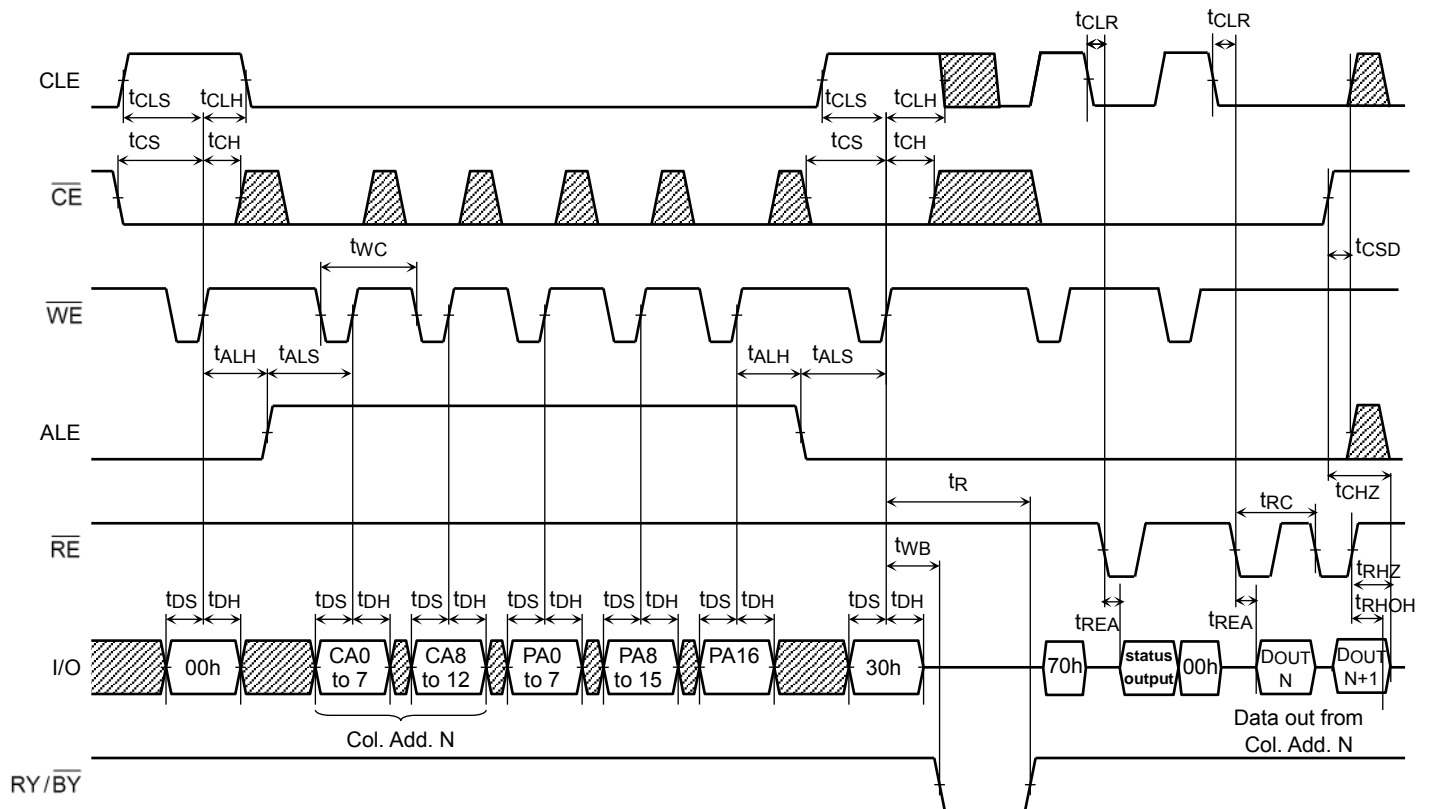 tCLR tCLR
CLE
tCLS tCLH tCLS tCLH
tCS tCH tCS tCH
CE
tWC
tCSD
WE
tALH tALS tALH tALS
ALE
tR
tCHZ
tRC
RE
tWB
tRHZ
tDS tDH tDS tDH tDS tDH tDS tDH tDS tDH tDS tDH tDS tDH
tRHOH
tREA tREA
I/O
00h
CA0
to 7
CA8
to 12
PA0
to 7
PA8
to 15
PA16
30h
70h
status
output
00h
DOUT
N
DOUT
N+1
Col. Add. N
Data out from
Col. Add. N
RY/BY